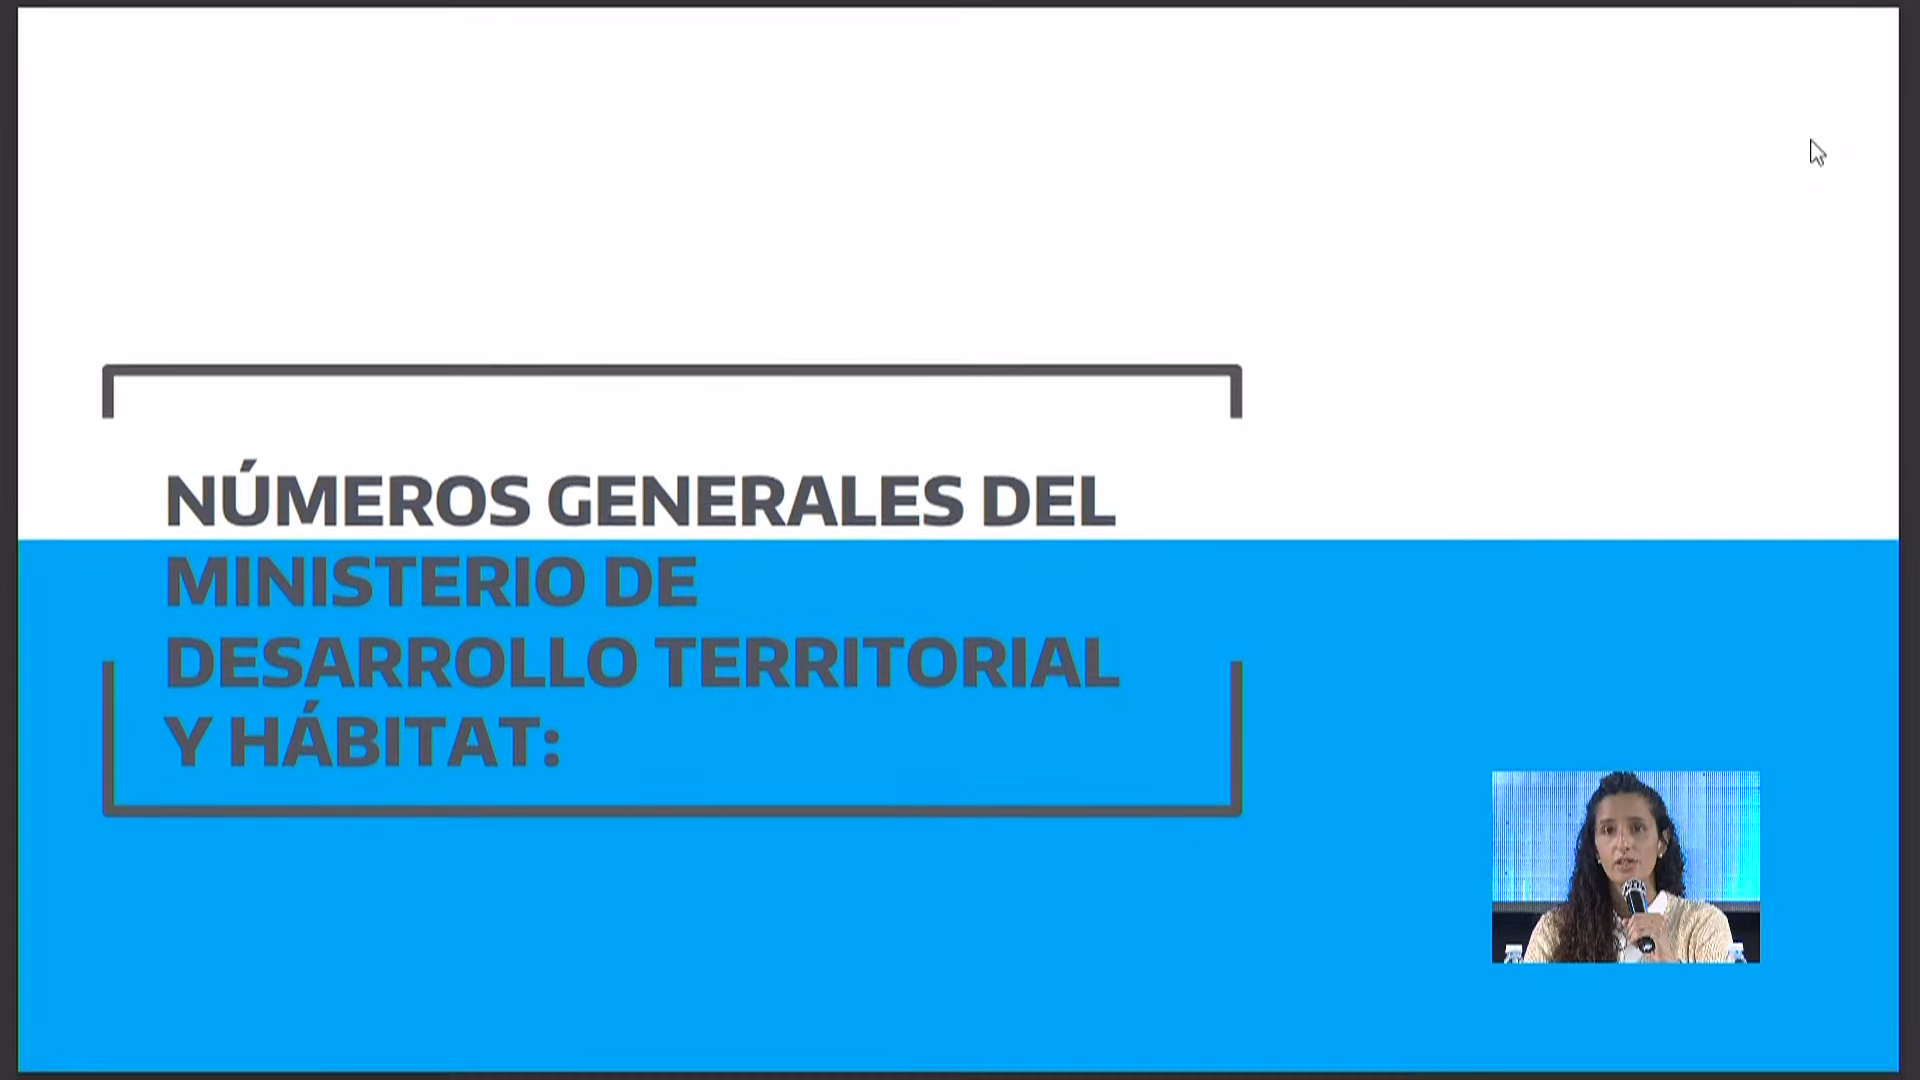 NÚMEROS GENERALES DEL
MINISTERIO DE
DESARROLLO TERRITORIAL
Y HÁBITAT: